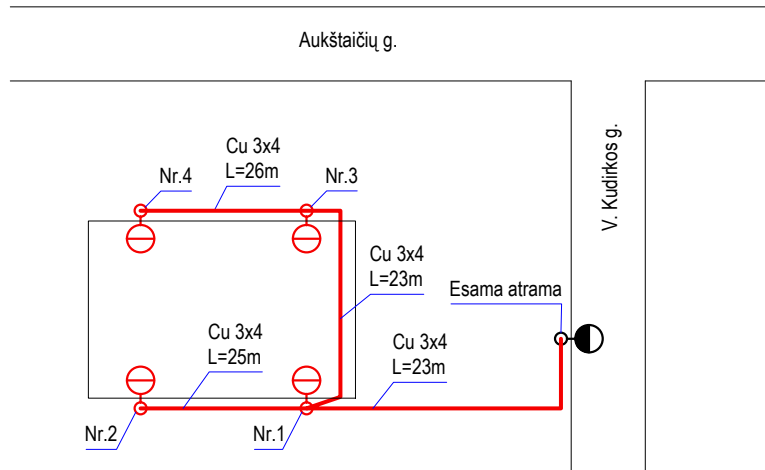 Aukštaičių g.
V. Kudirkos g.
Cu 3x4
L=26m
Nr.4
Nr.3
Cu 3x4
L=23m
Esama atrama
Cu 3x4
L=25m
Cu 3x4
L=23m
Nr.2
Nr.1